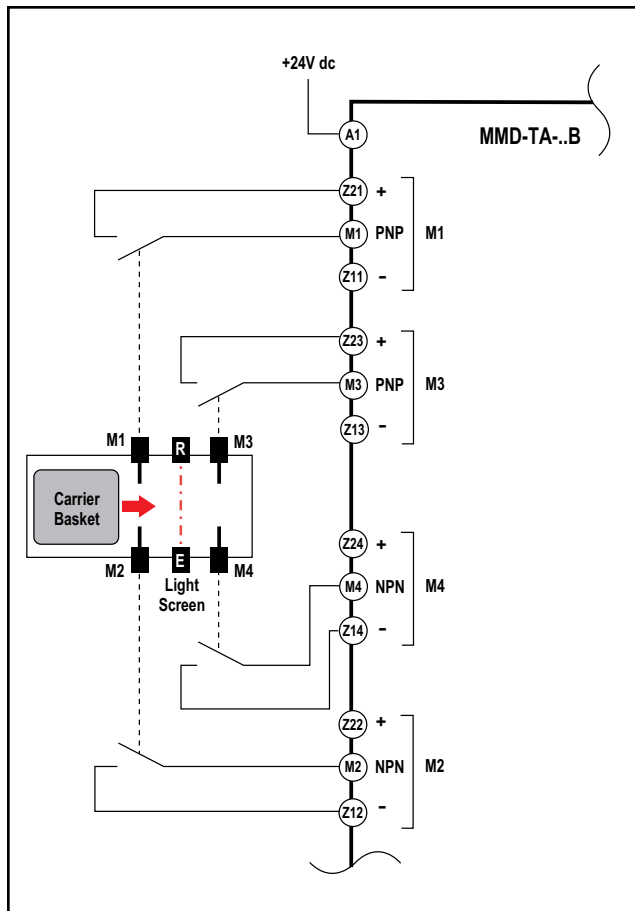 +24V dc
A1
MMD-TA-..B
Z21 +
M1 PNP M1
Z11 -
Z23 +
M3 PNP M3
Z13 -
M1 R M3
Carrier
Basket
M2 E M4
Light
Screen
Z24 +
M4 NPN M4
Z14 -
Z22 +
M2 NPN M2
Z12 -